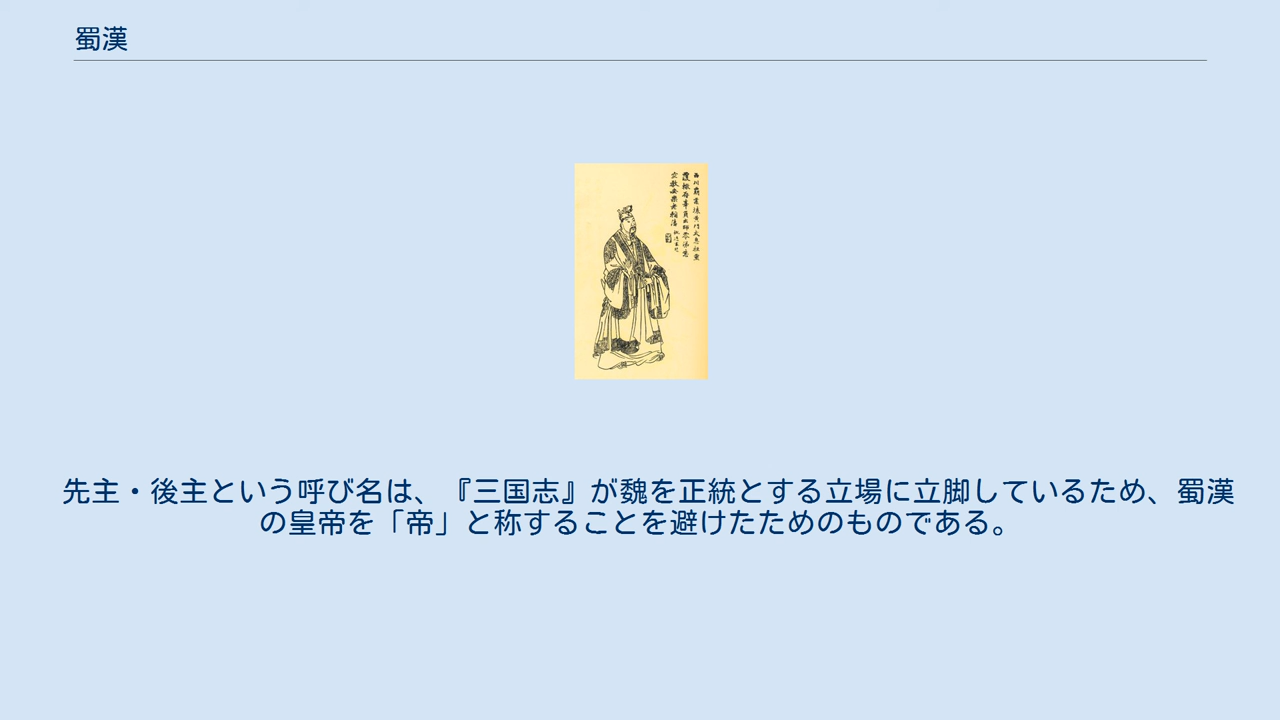 蜀漢
先主・後主という呼び名は、『三国志』が魏を正統とする立場に立脚しているため、蜀漢
の皇帝を「帝」と称することを避けたためのものである。